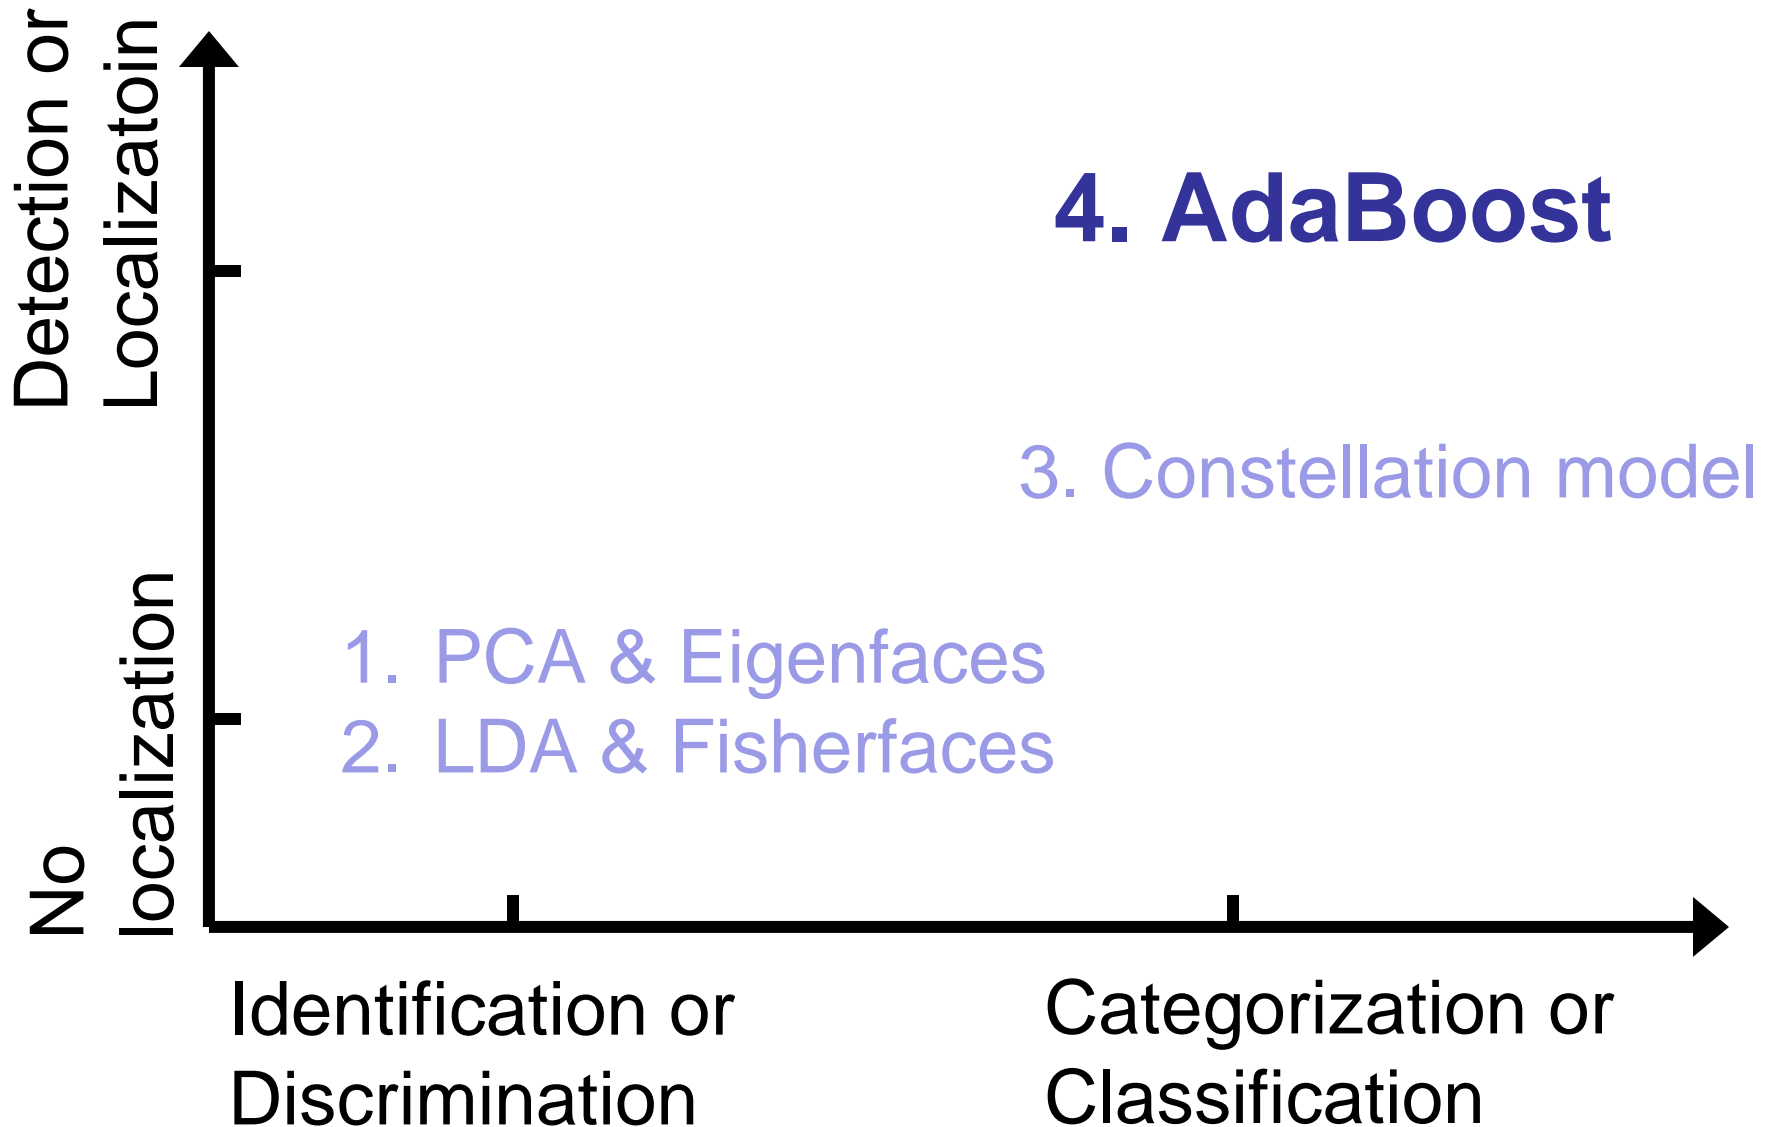 Detection or
Localizatoin
4. AdaBoost
3. Constellation model
1. PCA & Eigenfaces
2. LDA & Fisherfaces
No
localization
Identification or
Discrimination
Categorization or
Classification